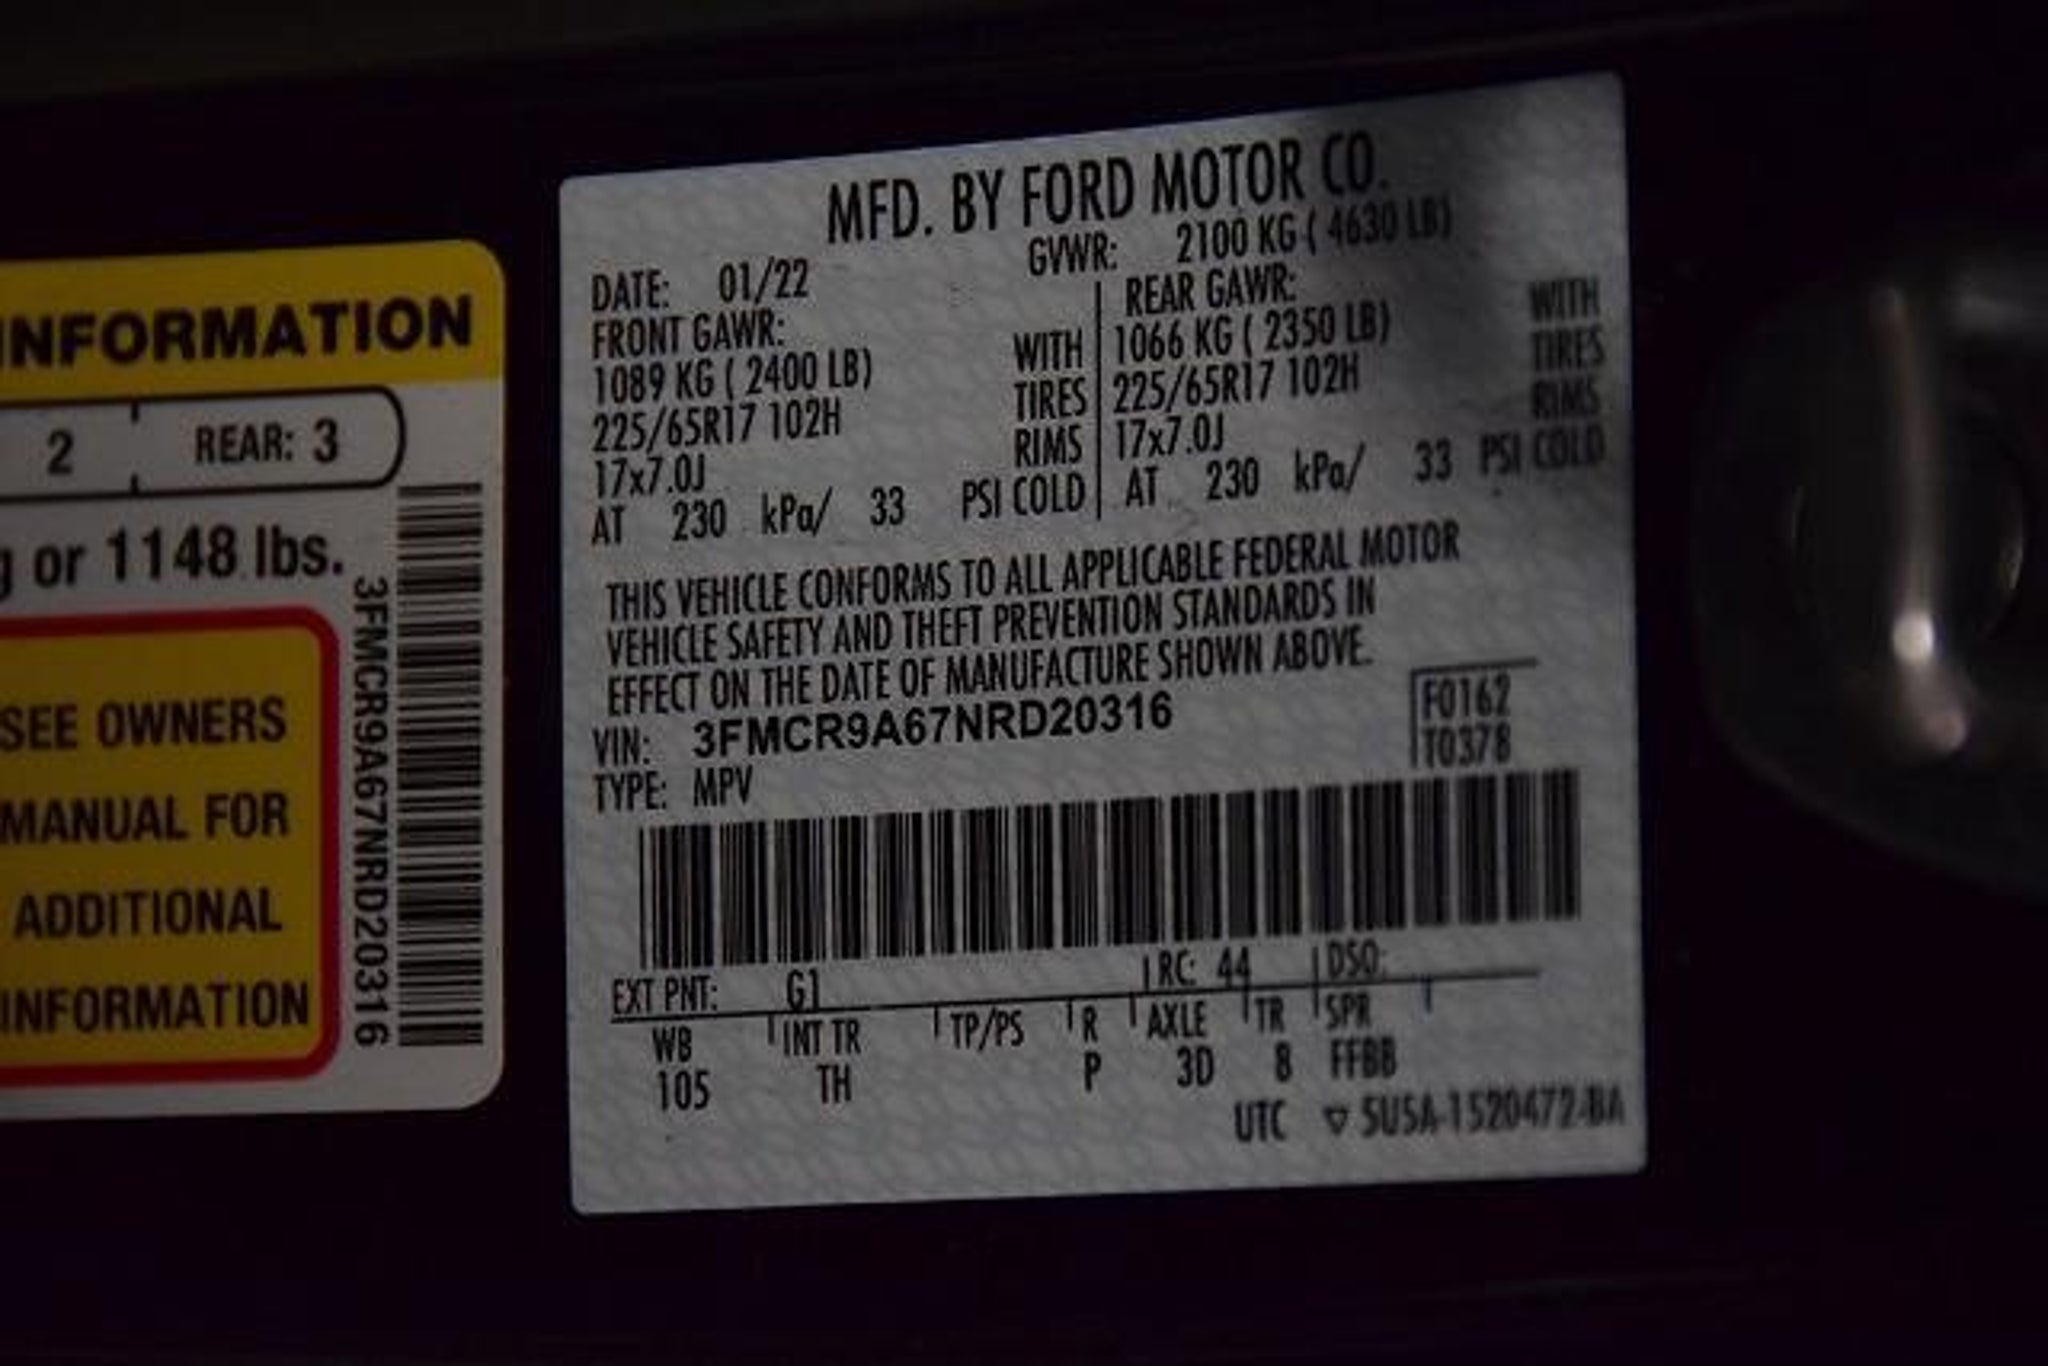 INFORMATION
2 REAR: 3
or 1148 lbs.
3FMCR9A67NRD20316
SEE OWNERS
MANUAL FOR
ADDITIONAL
INFORMATION
MFD. BY FORD MOTOR CO.
DATE: 01/22 GVWR: 2100 KG ( 4630 LB)
FRONT GAWR: REAR GAWR:
1089 KG ( 2400 LB) WITH 1066 KG ( 2350 LB) WITH
225/65R17 102H TIRES 225/65R17 102H TIRES
17x7.0J RIMS 17x7.0J RIMS
AT 230 kPa/ 33 PSI COLD AT 230 kPa/ 33 PSI COLD
THIS VEHICLE CONFORMS TO ALL APPLICABLE FEDERAL MOTOR
VEHICLE SAFETY AND THEFT PREVENTION STANDARDS IN
EFFECT ON THE DATE OF MANUFACTURE SHOWN ABOVE.
VIN: 3FMCR9A67NRD20316 F0162
TYPE: MPV T0378
EXT PNT: G1 RC: 44 DSO:
WB INT TR TP/PS R AXLE TR SPR
105 TH P 3D 8 FFBB
UTC ▽ 5U5A-1520472-BA